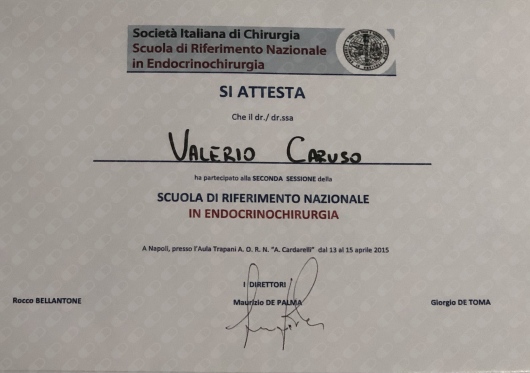 Società Italiana di Chirurgia
Scuola di Riferimento Nazionale
in Endocrinochirurgia
SI ATTESTA
Che il dr./ dr.ssa
VALERIO CARUSO
ha partecipato alla SECONDA SESSIONE della
SCUOLA DI RIFERIMENTO NAZIONALE
IN ENDOCRINOCHIRURGIA
A Napoli, presso l'Aula Trapani A. O. R. N. "A. Cardarelli" dal 13 al 15 aprile 2015
I DIRETTORI
Rocco BELLANTONE Maurizio DE PALMA Giorgio DE TOMA